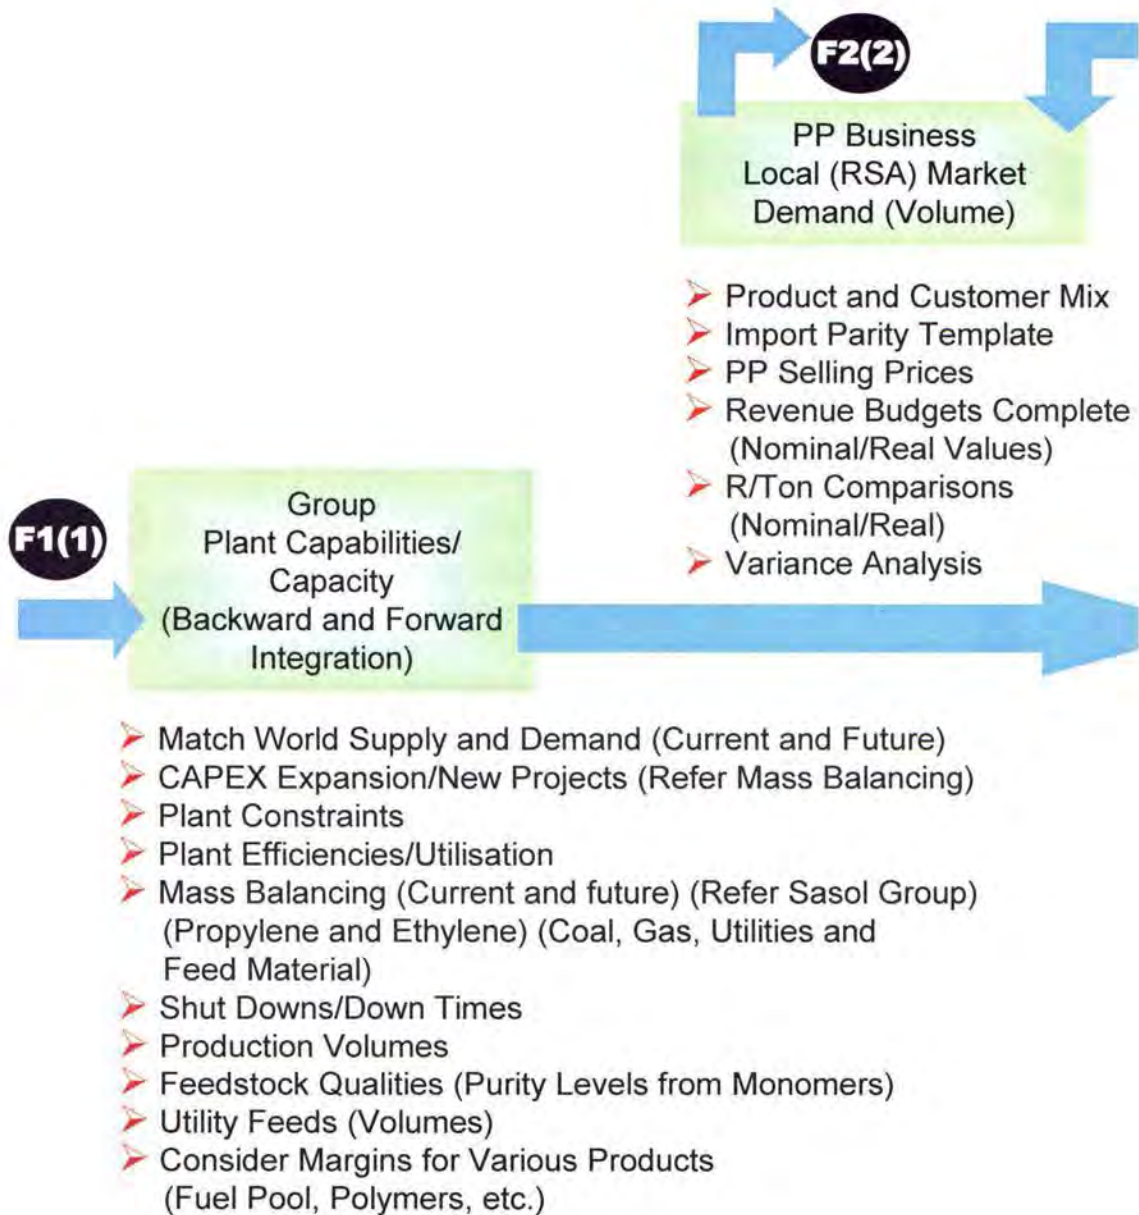 F2(2)
PP Business
Local (RSA) Market
Demand (Volume)
Product and Customer Mix
Import Parity Template
PP Selling Prices
Revenue Budgets Complete
(Nominal/Real Values)
R/Ton Comparisons
(Nominal/Real)
Variance Analysis
F1(1)
Group
Plant Capabilities/
Capacity
(Backward and Forward
Integration)
Match World Supply and Demand (Current and Future)
CAPEX Expansion/New Projects (Refer Mass Balancing)
Plant Constraints
Plant Efficiencies/Utilisation
Mass Balancing (Current and future) (Refer Sasol Group)
(Propylene and Ethylene) (Coal, Gas, Utilities and
Feed Material)
Shut Downs/Down Times
Production Volumes
Feedstock Qualities (Purity Levels from Monomers)
Utility Feeds (Volumes)
Consider Margins for Various Products
(Fuel Pool, Polymers, etc.)